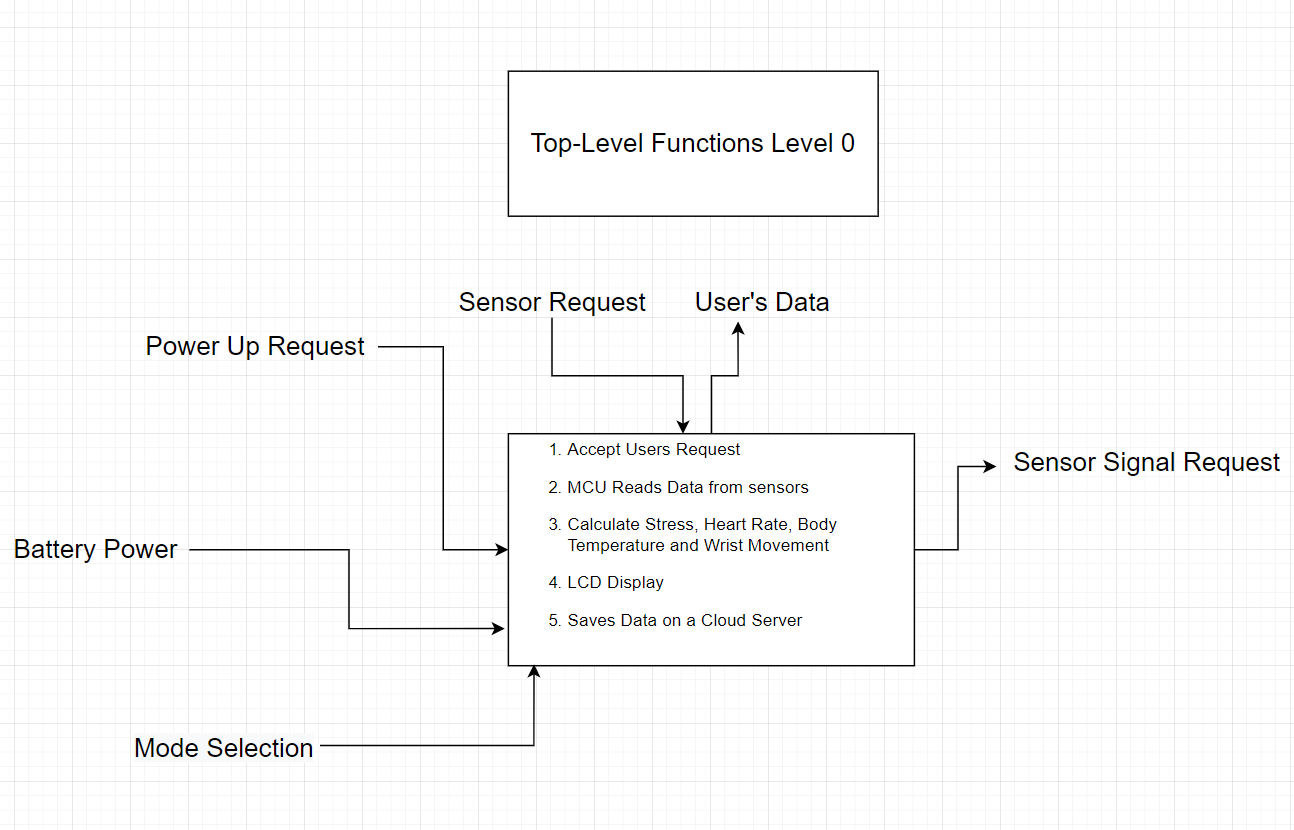 Top-Level Functions Level 0
Sensor Request
User's Data
Power Up Request
1. Accept Users Request
2. MCU Reads Data from sensors
3. Calculate Stress, Heart Rate, Body
Temperature and Wrist Movement
4. LCD Display
5. Saves Data on a Cloud Server
Sensor Signal Request
Battery Power
Mode Selection